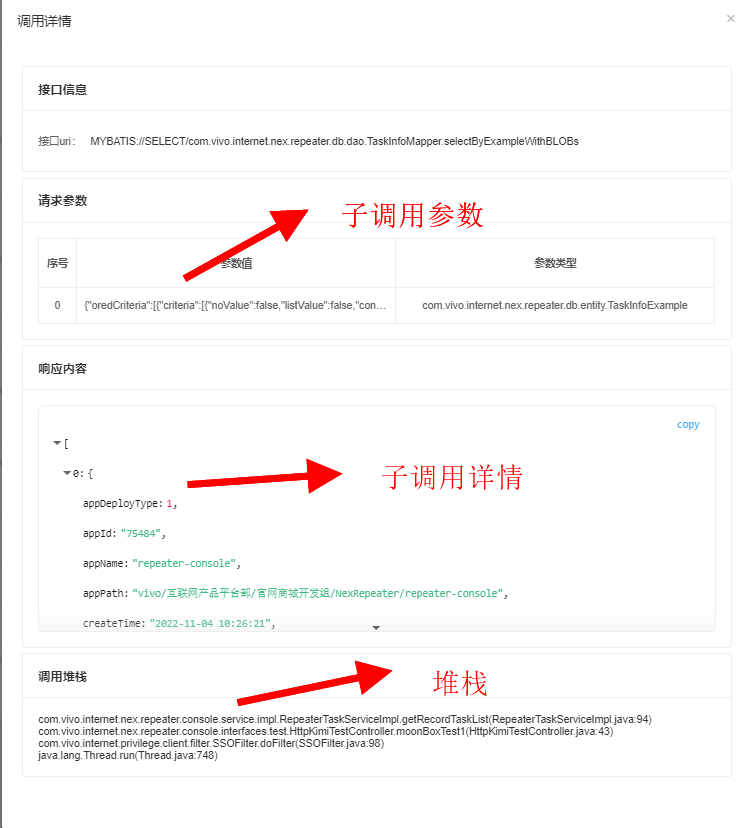 调用详情
×
接口信息
接口uri： MYBATIS://SELECT/com.vivo.internet.nex.repeater.db.dao.TaskInfoMapper.selectByExampleWithBLOBs
请求参数
子调用参数
序号 参数值 参数类型
0 {"oredCriteria":[{"criteria":[{"noValue":false,"listValue":false,"con... com.vivo.internet.nex.repeater.db.entity.TaskInfoExample
响应内容
copy
[
0: {
子调用详情
appDeployType: 1,
appId: "75484",
appName: "repeater-console",
appPath: "vivo/互联网产品平台部/官网商城开发组/NexRepeater/repeater-console",
createTime: "2022-11-04 10:26:21",
调用堆栈
堆栈
com.vivo.internet.nex.repeater.console.service.impl.RepeaterTaskServiceImpl.getRecordTaskList(RepeaterTaskServiceImpl.java:94)
com.vivo.internet.nex.repeater.console.interfaces.test.HttpKimiTestController.moonBoxTest1(HttpKimiTestController.java:43)
com.vivo.internet.privilege.client.filter.SSOFilter.doFilter(SSOFilter.java:98)
java.lang.Thread.run(Thread.java:748)